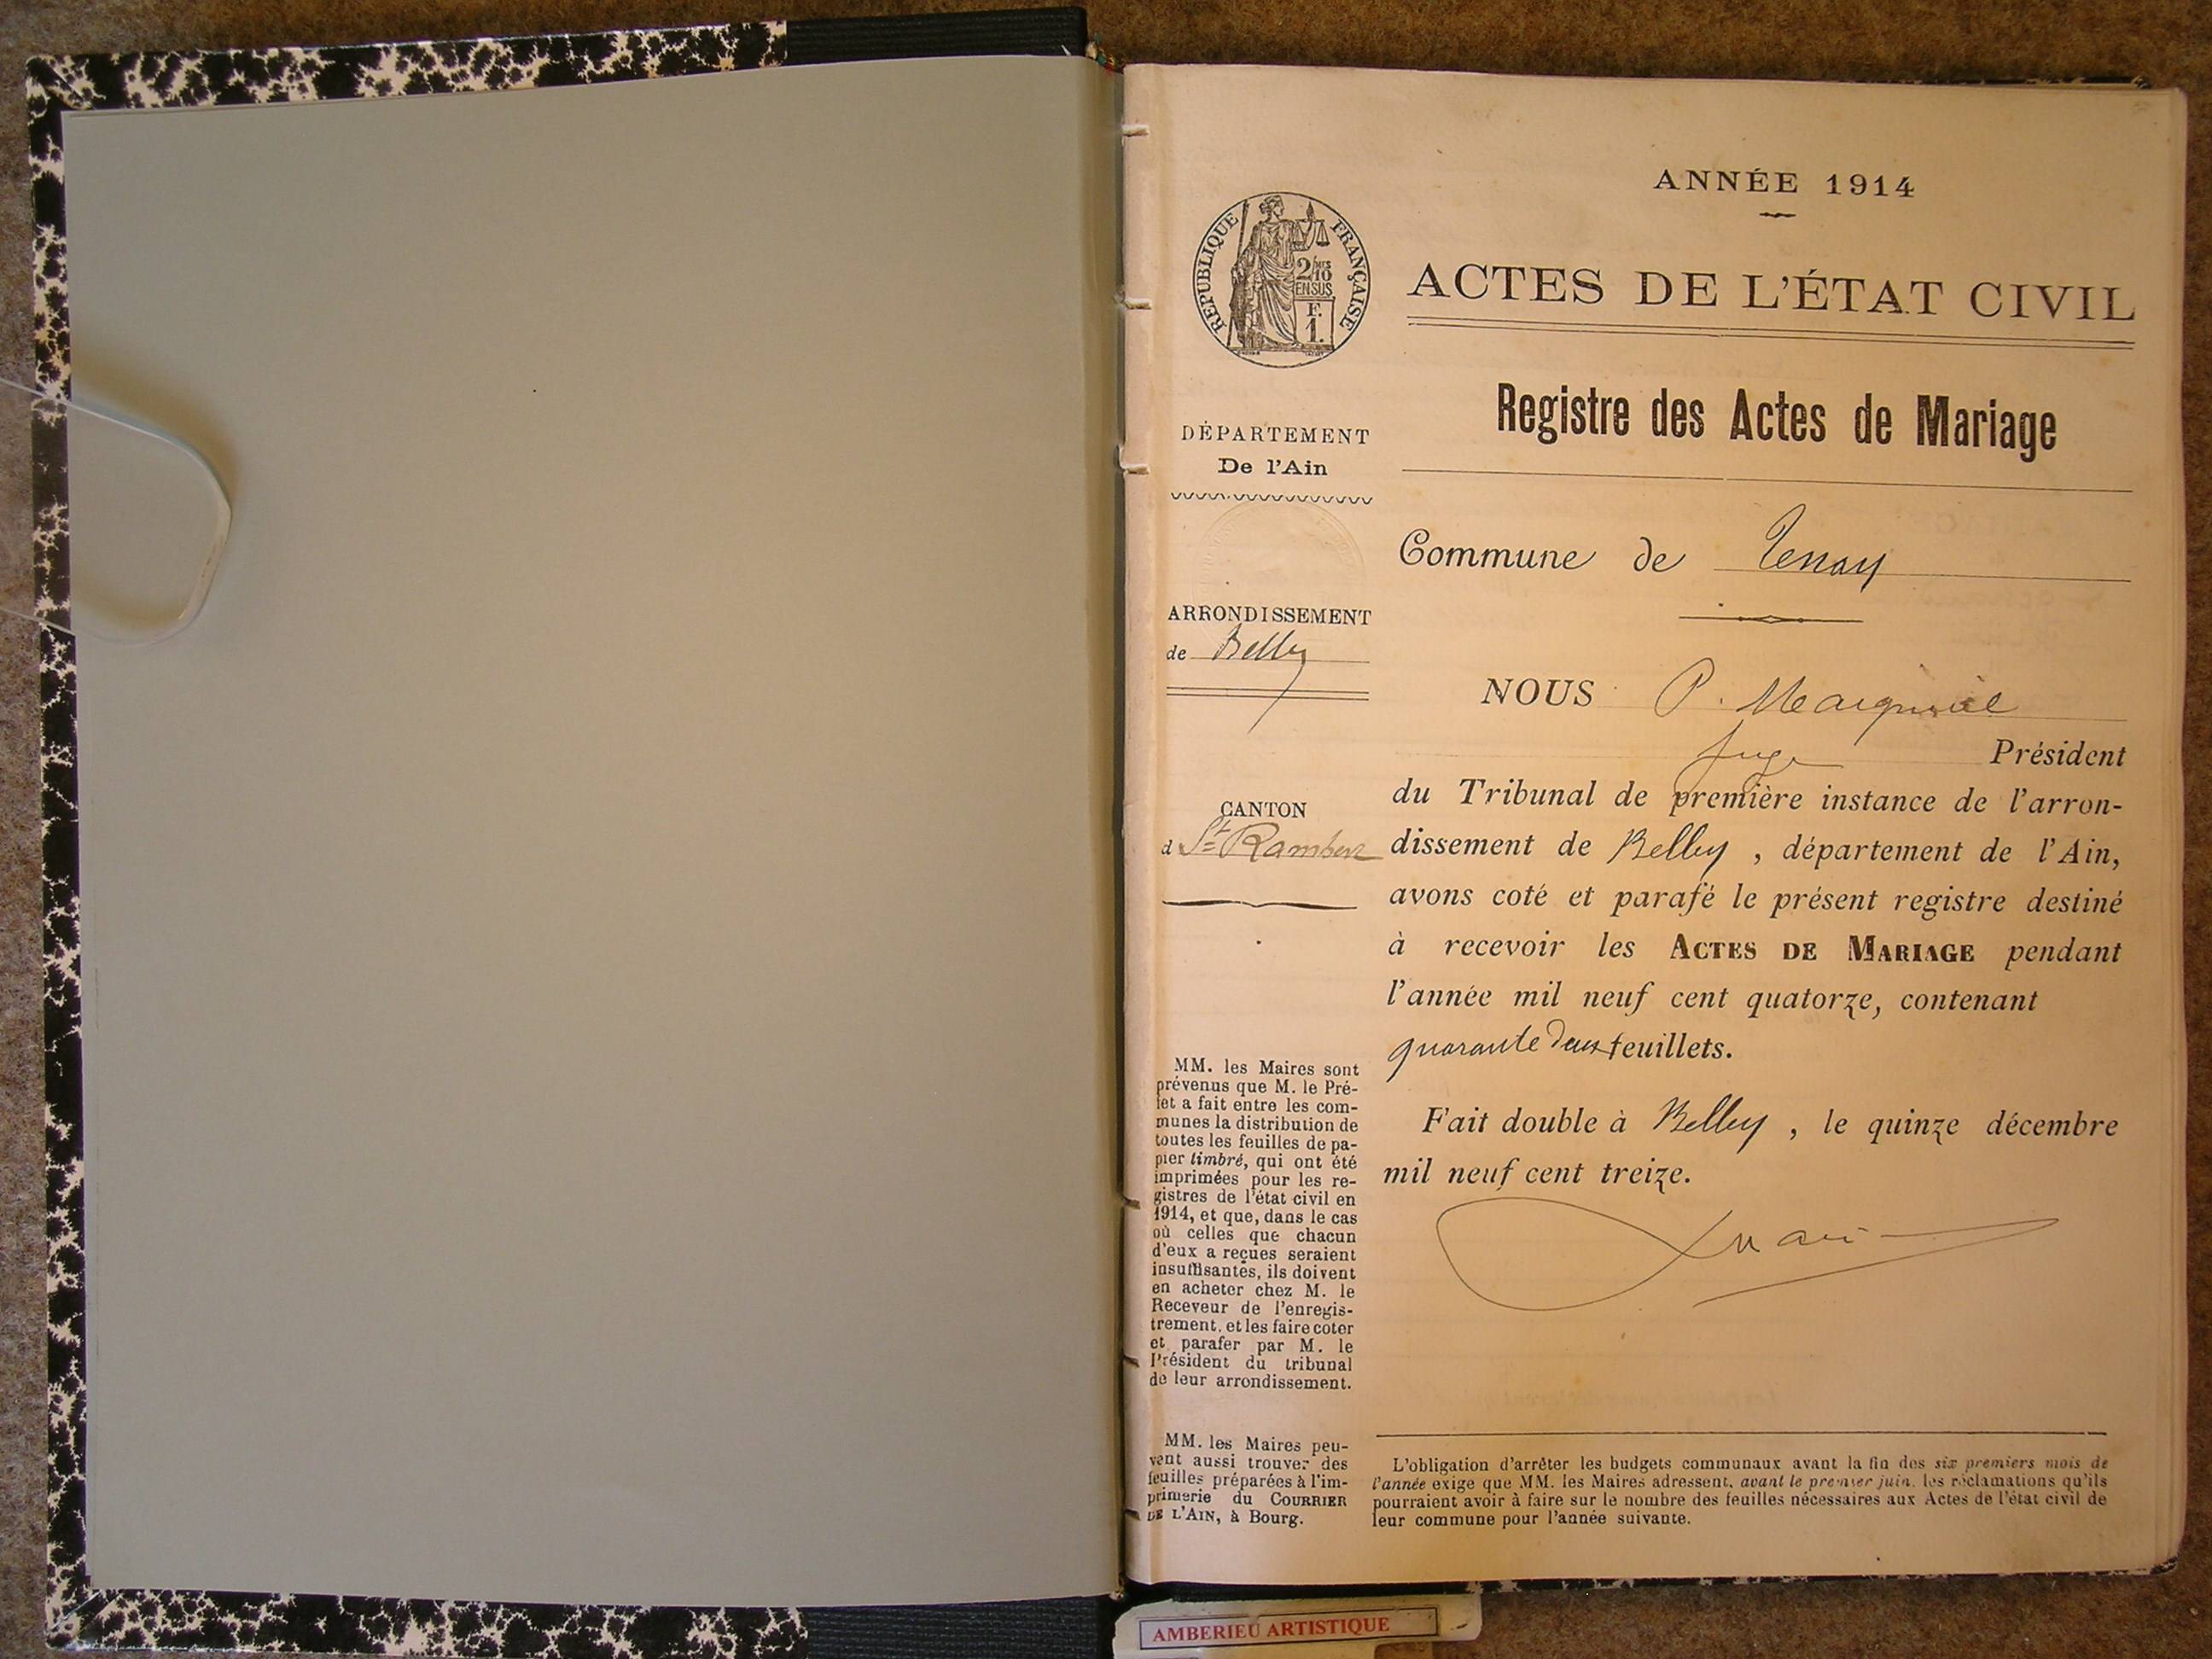 ANNÉE 1914
RÉPUBLIQUE FRANÇAISE
2/10MES
EN SUS
F.
1.
ACTES DE L'ÉTAT CIVIL
Registre des Actes de Mariage
DÉPARTEMENT
De l'Ain
Commune de Tenay
ARRONDISSEMENT
de Belley
CANTON
d St Rambert
NOUS P.
Juge Président
du Tribunal de première instance de l'arron-
dissement de Belley, département de l'Ain,
avons coté et parafé le présent registre destiné
à recevoir les ACTES DE MARIAGE pendant
l'année mil neuf cent quatorze, contenant
quarante deux feuillets.
Fait double à Belley, le quinze décembre
mil neuf cent treize.
MM. les Maires sont
prévenus que M. le Pré-
fet a fait entre les com-
munes la distribution de
toutes les feuilles de pa-
pier timbré, qui ont été
imprimées pour les re-
gistres de l'état civil en
1914, et que, dans le cas
où celles que chacun
d'eux a reçues seraient
insuffisantes, ils doivent
en acheter chez M. le
Receveur de l'enregis-
trement, et les faire coter
et parafer par M. le
Président du tribunal
de leur arrondissement.
MM. les Maires peu-
vent aussi trouver des
feuilles préparées à l'im-
primerie du COURRIER
DE L'AIN, à Bourg.
L'obligation d'arrêter les budgets communaux avant la fin des six premiers mois de
l'année exige que MM. les Maires adressent, avant le premier juin, les réclamations qu'ils
pourraient avoir à faire sur le nombre des feuilles nécessaires aux Actes de l'état civil de
leur commune pour l'année suivante.
AMBERIEU ARTISTIQUE